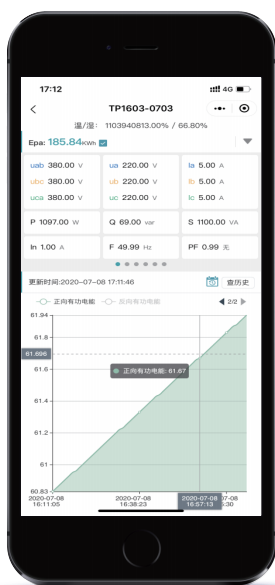 17:12 4G
TP1603-0703
温/湿： 1103940813.00% / 66.80%
Epa: 185.84KWh
uab 380.00 V ua 220.00 V Ia 5.00 A
ubc 380.00 V ub 220.00 V Ib 5.00 A
uca 380.00 V uc 220.00 V Ic 5.00 A
P 1097.00 W Q 69.00 var S 1100.00 VA
In 1.00 A F 49.99 Hz PF 0.99 无
更新时间:2020-07-08 17:11:46 查历史
正向有功电能 反向有功电能 2/2
61.94
61.8
61.696
61.6
正向有功电能: 61.67
61.4
61.2
61
60.83
2020-07-08 2020-07-08 2020-07-08 7-08
16:11:05 16:38:23 16:57:13 :30